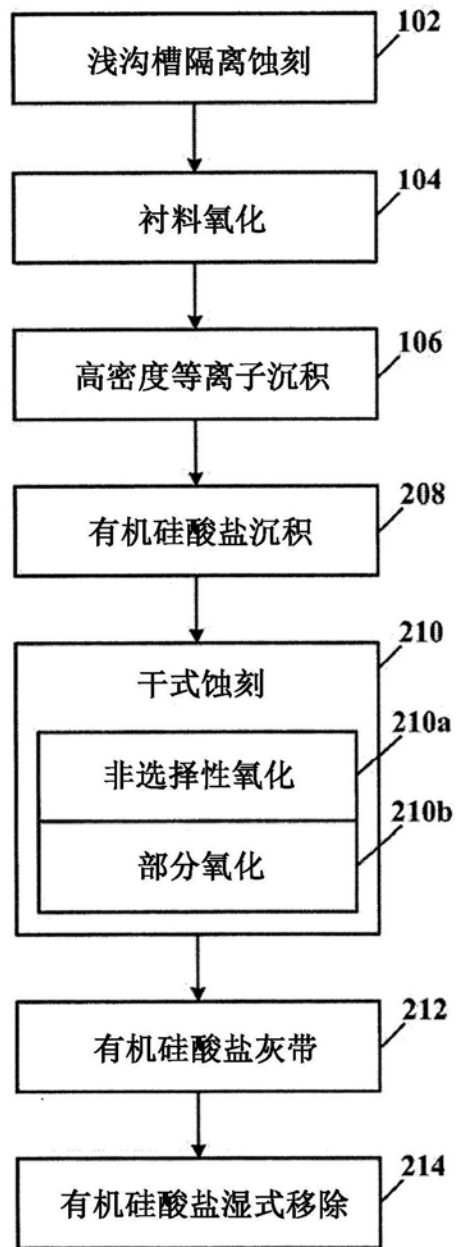 102
浅沟槽隔离蚀刻
104
衬料氧化
106
高密度等离子沉积
208
有机硅酸盐沉积
210
干式蚀刻
210a
非选择性氧化
210b
部分氧化
212
有机硅酸盐灰带
214
有机硅酸盐湿式移除